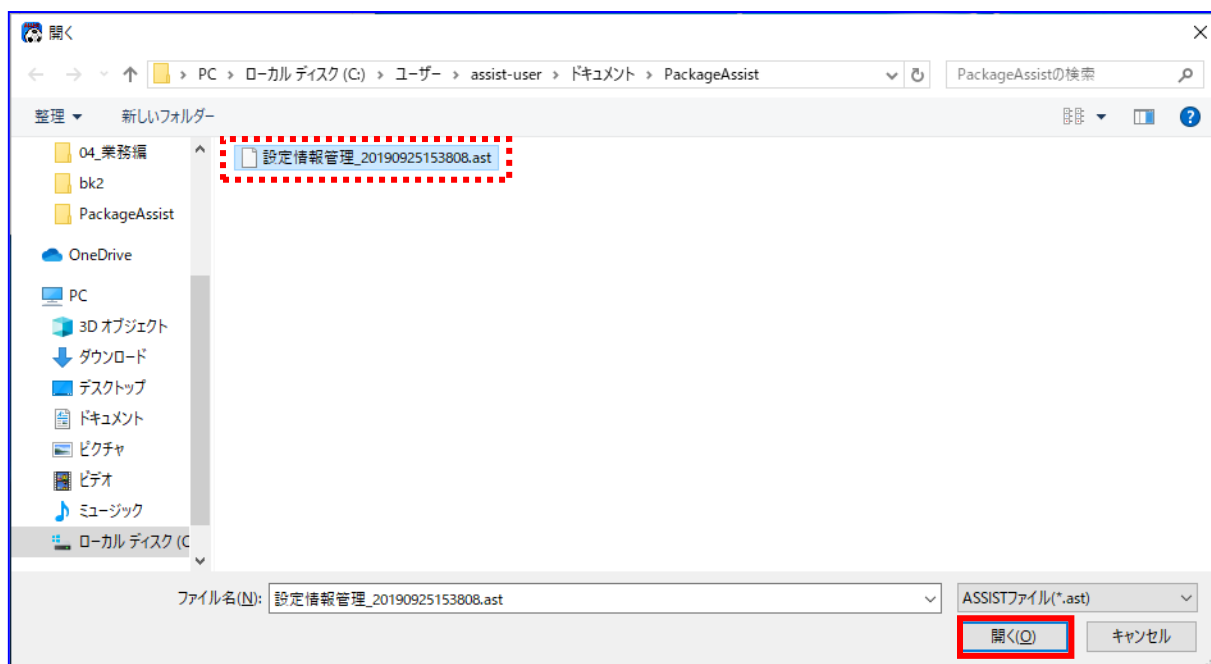 開く
PC › ローカル ディスク (C:) › ユーザー › assist-user › ドキュメント › PackageAssist
PackageAssistの検索
整理 ▼ 新しいフォルダー
04_業務編
bk2
PackageAssist
OneDrive
PC
3D オブジェクト
ダウンロード
デスクトップ
ドキュメント
ピクチャ
ビデオ
ミュージック
ローカル ディスク (C
設定情報管理_20190925153808.ast
ファイル名(N): 設定情報管理_20190925153808.ast
ASSISTファイル(*.ast)
開く(O) キャンセル